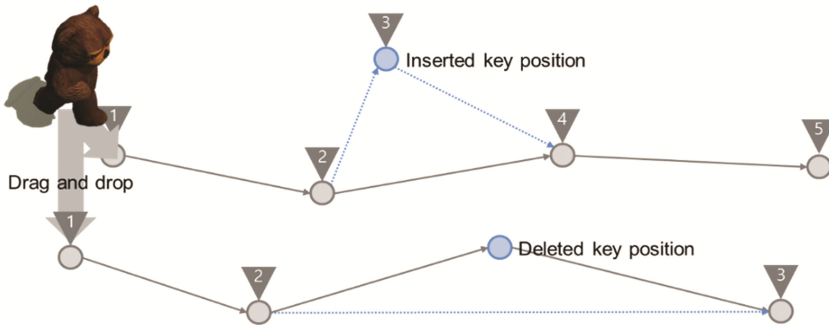 3
Inserted key position
1
2
4
5
Drag and drop
1
2
Deleted key position
3